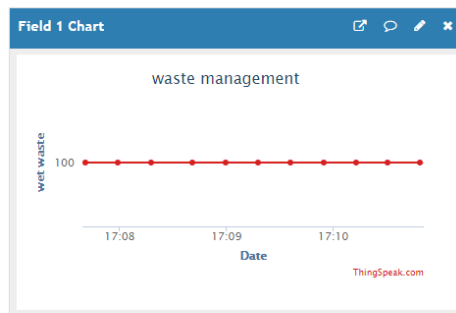 Field 1 Chart
waste management
wet waste
100
17:08 17:09 17:10
Date
ThingSpeak.com